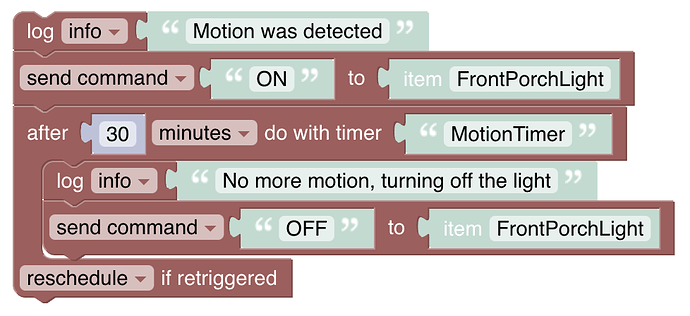 log info “ Motion was detected ”
send command “ ON ” to item FrontPorchLight
after 30 minutes do with timer “ MotionTimer ”
log info “ No more motion, turning off the light ”
send command “ OFF ” to item FrontPorchLight
reschedule if retriggered